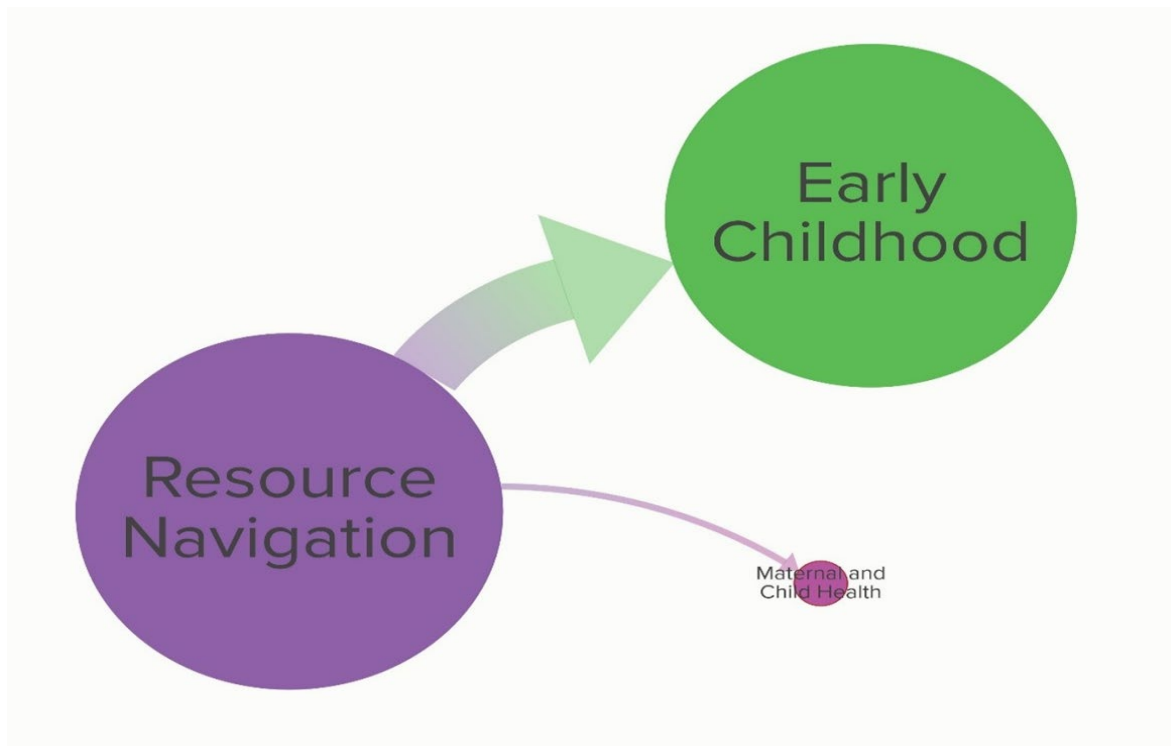 Early
Childhood
Resource
Navigation
Maternal and
Child Health